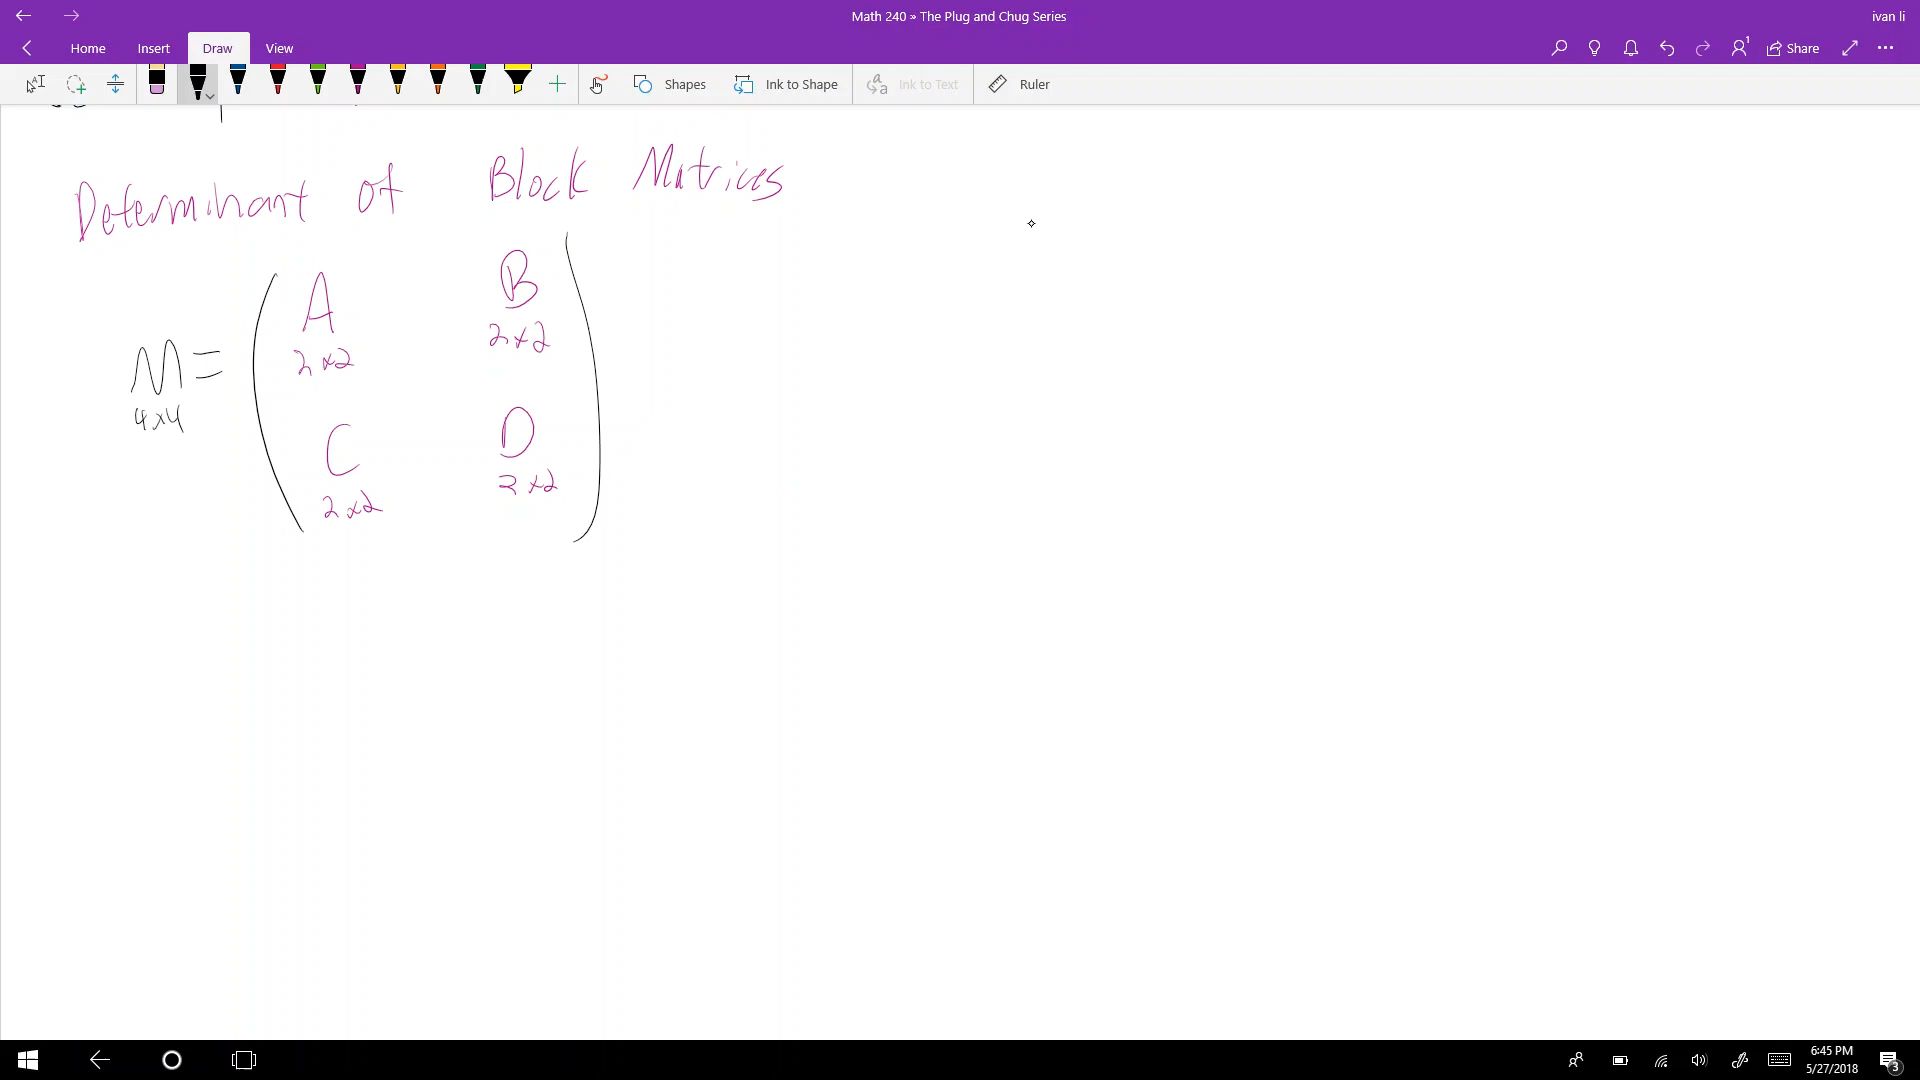 Math 240 » The Plug and Chug Series
ivan li
Home Insert Draw View
Share
Shapes Ink to Shape Ink to Text Ruler
Determinant of Block Matrices
A B
2x2 2x2
M =
4x4
C D
2x2 2x2
6:45 PM
5/27/2018
3